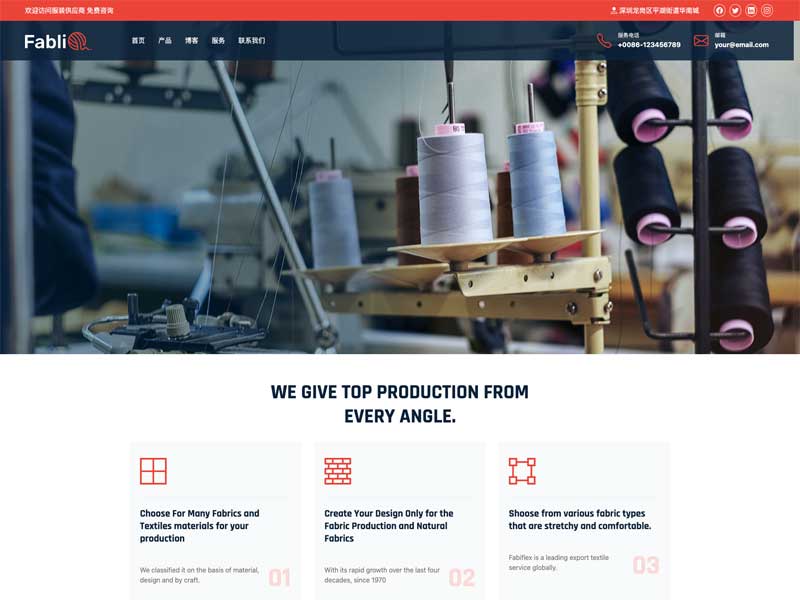 欢迎访问服装供应商 免费咨询
深圳龙岗区平湖街道华南城
Fabli
首页 产品 博客 服务 联系我们
服务电话
+0086-123456789
邮箱
your@email.com
WE GIVE TOP PRODUCTION FROM
EVERY ANGLE.
Choose For Many Fabrics and
Textiles materials for your
production
We classified it on the basis of material,
design and by craft.
01
Create Your Design Only for the
Fabric Production and Natural
Fabrics
With its rapid growth over the last four
decades, since 1970
02
Shoose from various fabric types
that are stretchy and comfortable.
Fabiflex is a leading export textile
service globally.
03